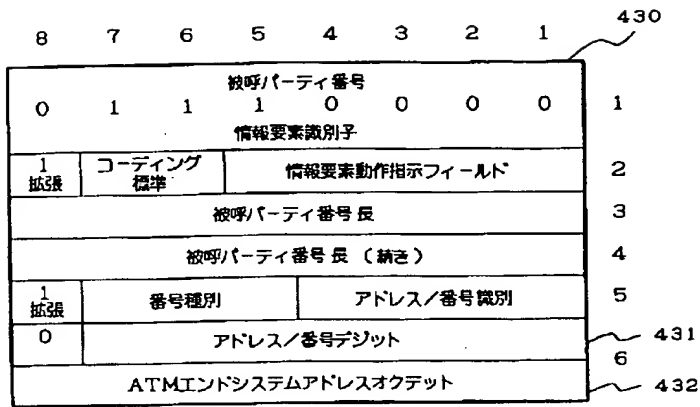 430
8 7 6 5 4 3 2 1
被呼パーティ番号
0 1 1 1 0 0 0 0 1
情報要素識別子
1 コーディング 情報要素動作指示フィールド 2
拡張 標準
被呼パーティ番号長 3
被呼パーティ番号長 (続き) 4
1 番号種別 アドレス/番号識別 5
拡張
0 アドレス/番号デジット 431
6
ATMエンドシステムアドレスオクテット 432